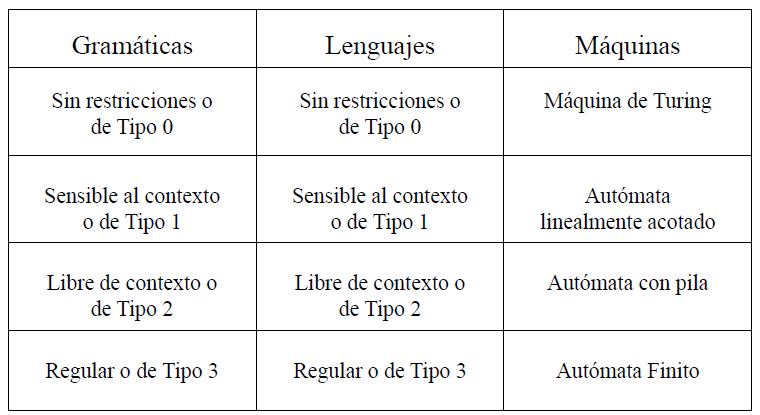 Gramáticas Lenguajes Máquinas
Sin restricciones o Sin restricciones o Máquina de Turing
de Tipo 0 de Tipo 0
Sensible al contexto Sensible al contexto Autómata
o de Tipo 1 o de Tipo 1 linealmente acotado
Libre de contexto o Libre de contexto o Autómata con pila
de Tipo 2 de Tipo 2
Regular o de Tipo 3 Regular o de Tipo 3 Autómata Finito